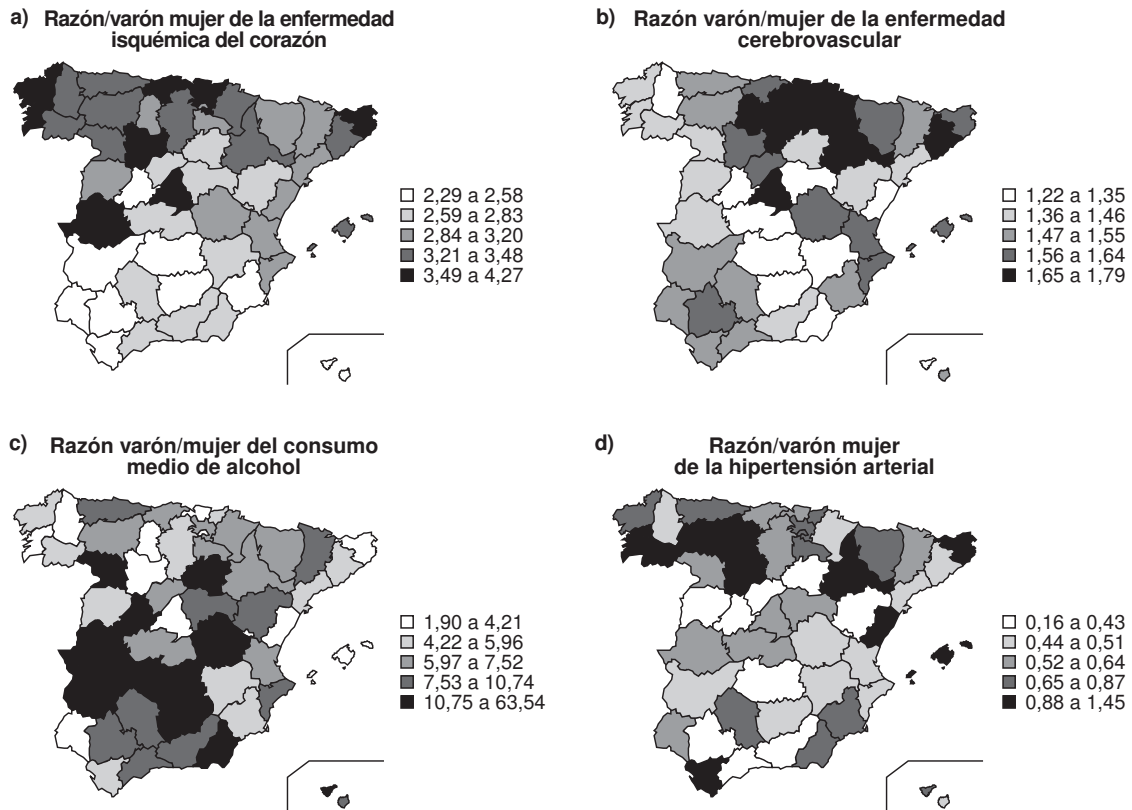 a) Razón/varón mujer de la enfermedad
isquémica del corazón
2,29 a 2,58
2,59 a 2,83
2,84 a 3,20
3,21 a 3,48
3,49 a 4,27
b) Razón varón/mujer de la enfermedad
cerebrovascular
1,22 a 1,35
1,36 a 1,46
1,47 a 1,55
1,56 a 1,64
1,65 a 1,79
c) Razón varón/mujer del consumo
medio de alcohol
1,90 a 4,21
4,22 a 5,96
5,97 a 7,52
7,53 a 10,74
10,75 a 63,54
d) Razón/varón mujer
de la hipertensión arterial
0,16 a 0,43
0,44 a 0,51
0,52 a 0,64
0,65 a 0,87
0,88 a 1,45